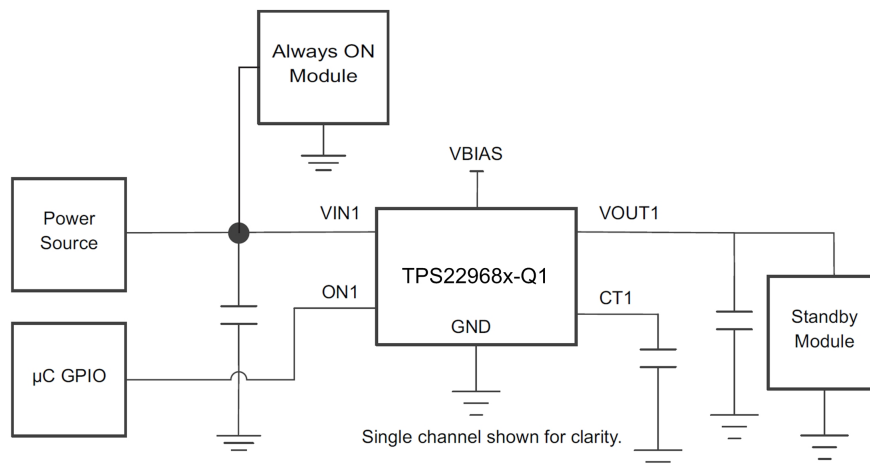 Always ON
Module
VBIAS
Power
Source
VIN1
VOUT1
TPS22968x-Q1
ON1
CT1
GND
Standby
Module
µC GPIO
Single channel shown for clarity.